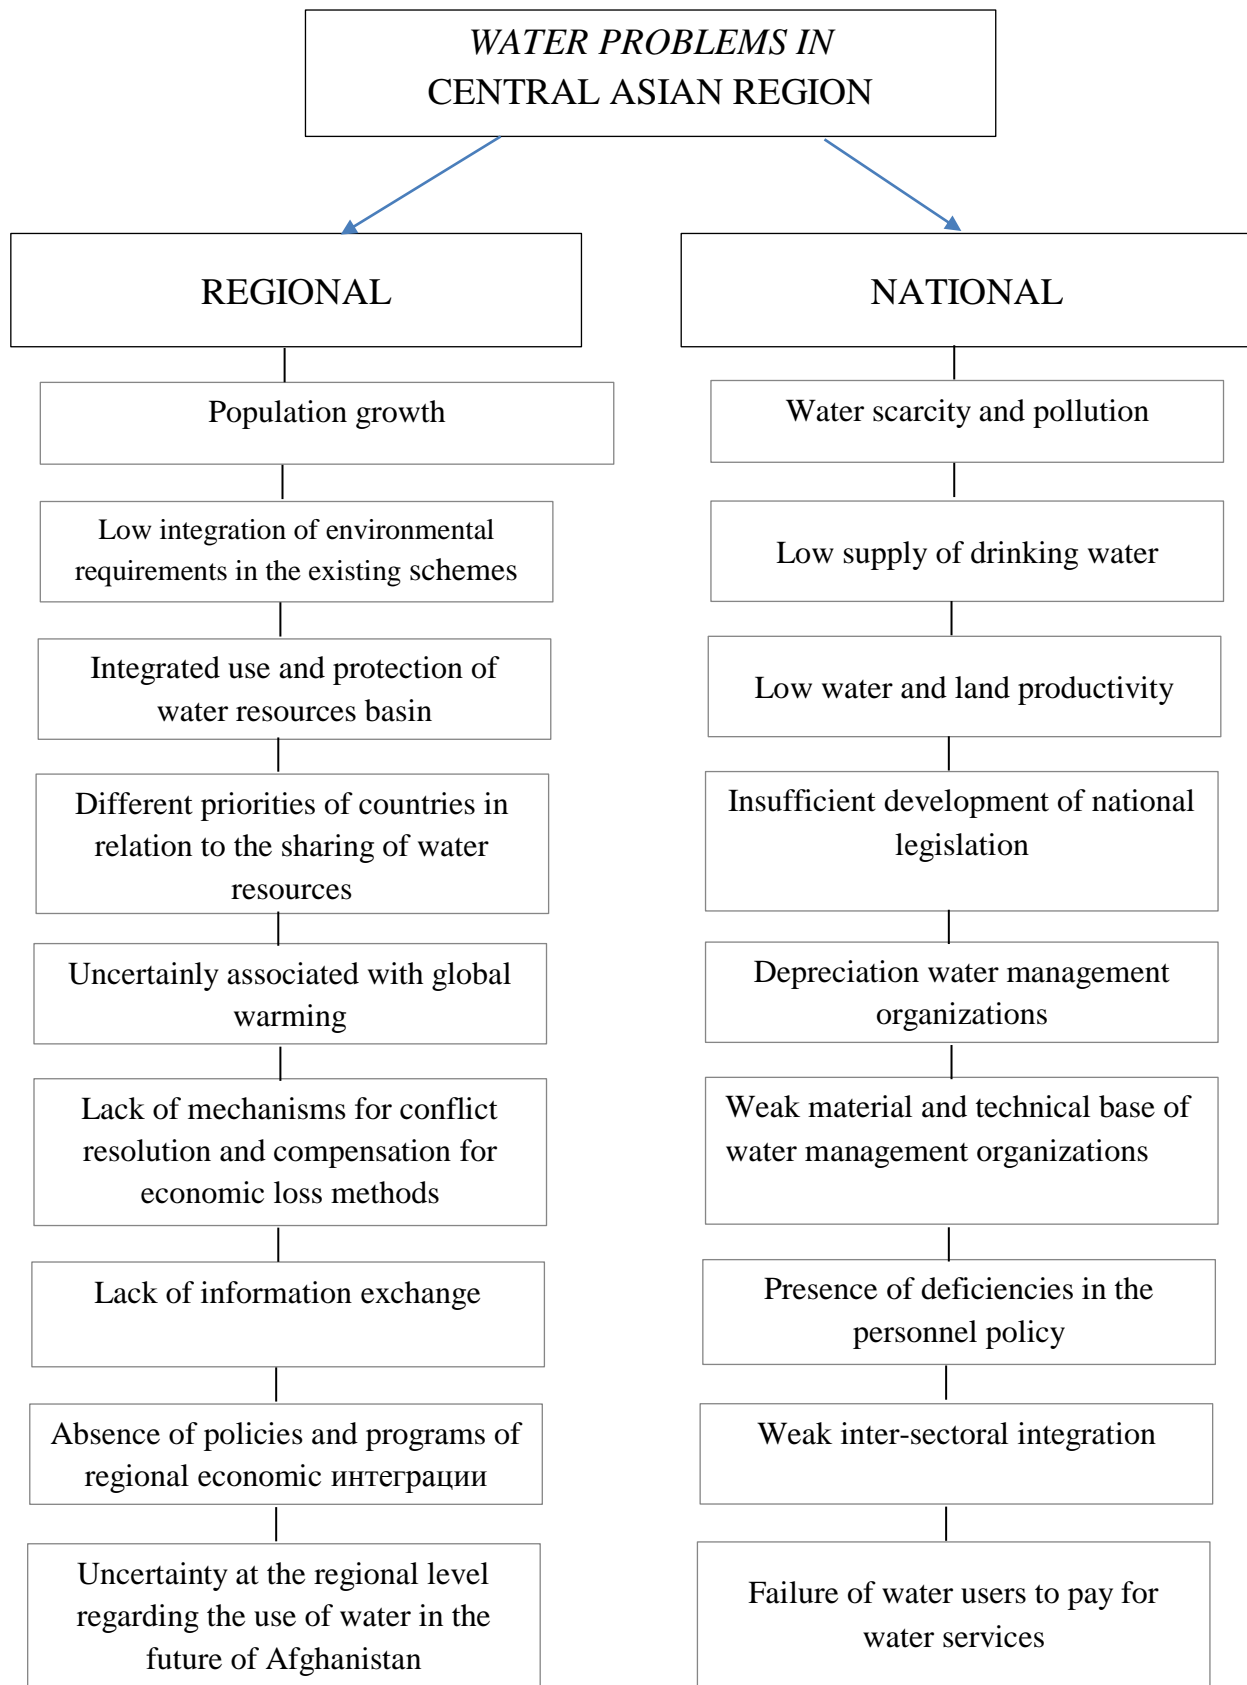 WATER PROBLEMS IN
CENTRAL ASIAN REGION
REGIONAL
Population growth
Low integration of environmental
requirements in the existing schemes
Integrated use and protection of
water resources basin
Different priorities of countries in
relation to the sharing of water
resources
Uncertainly associated with global
warming
Lack of mechanisms for conflict
resolution and compensation for
economic loss methods
Lack of information exchange
Absence of policies and programs of
regional economic интеграции
Uncertainty at the regional level
regarding the use of water in the
future of Afghanistan
NATIONAL
Water scarcity and pollution
Low supply of drinking water
Low water and land productivity
Insufficient development of national
legislation
Depreciation water management
organizations
Weak material and technical base of
water management organizations
Presence of deficiencies in the
personnel policy
Weak inter-sectoral integration
Failure of water users to pay for
water services